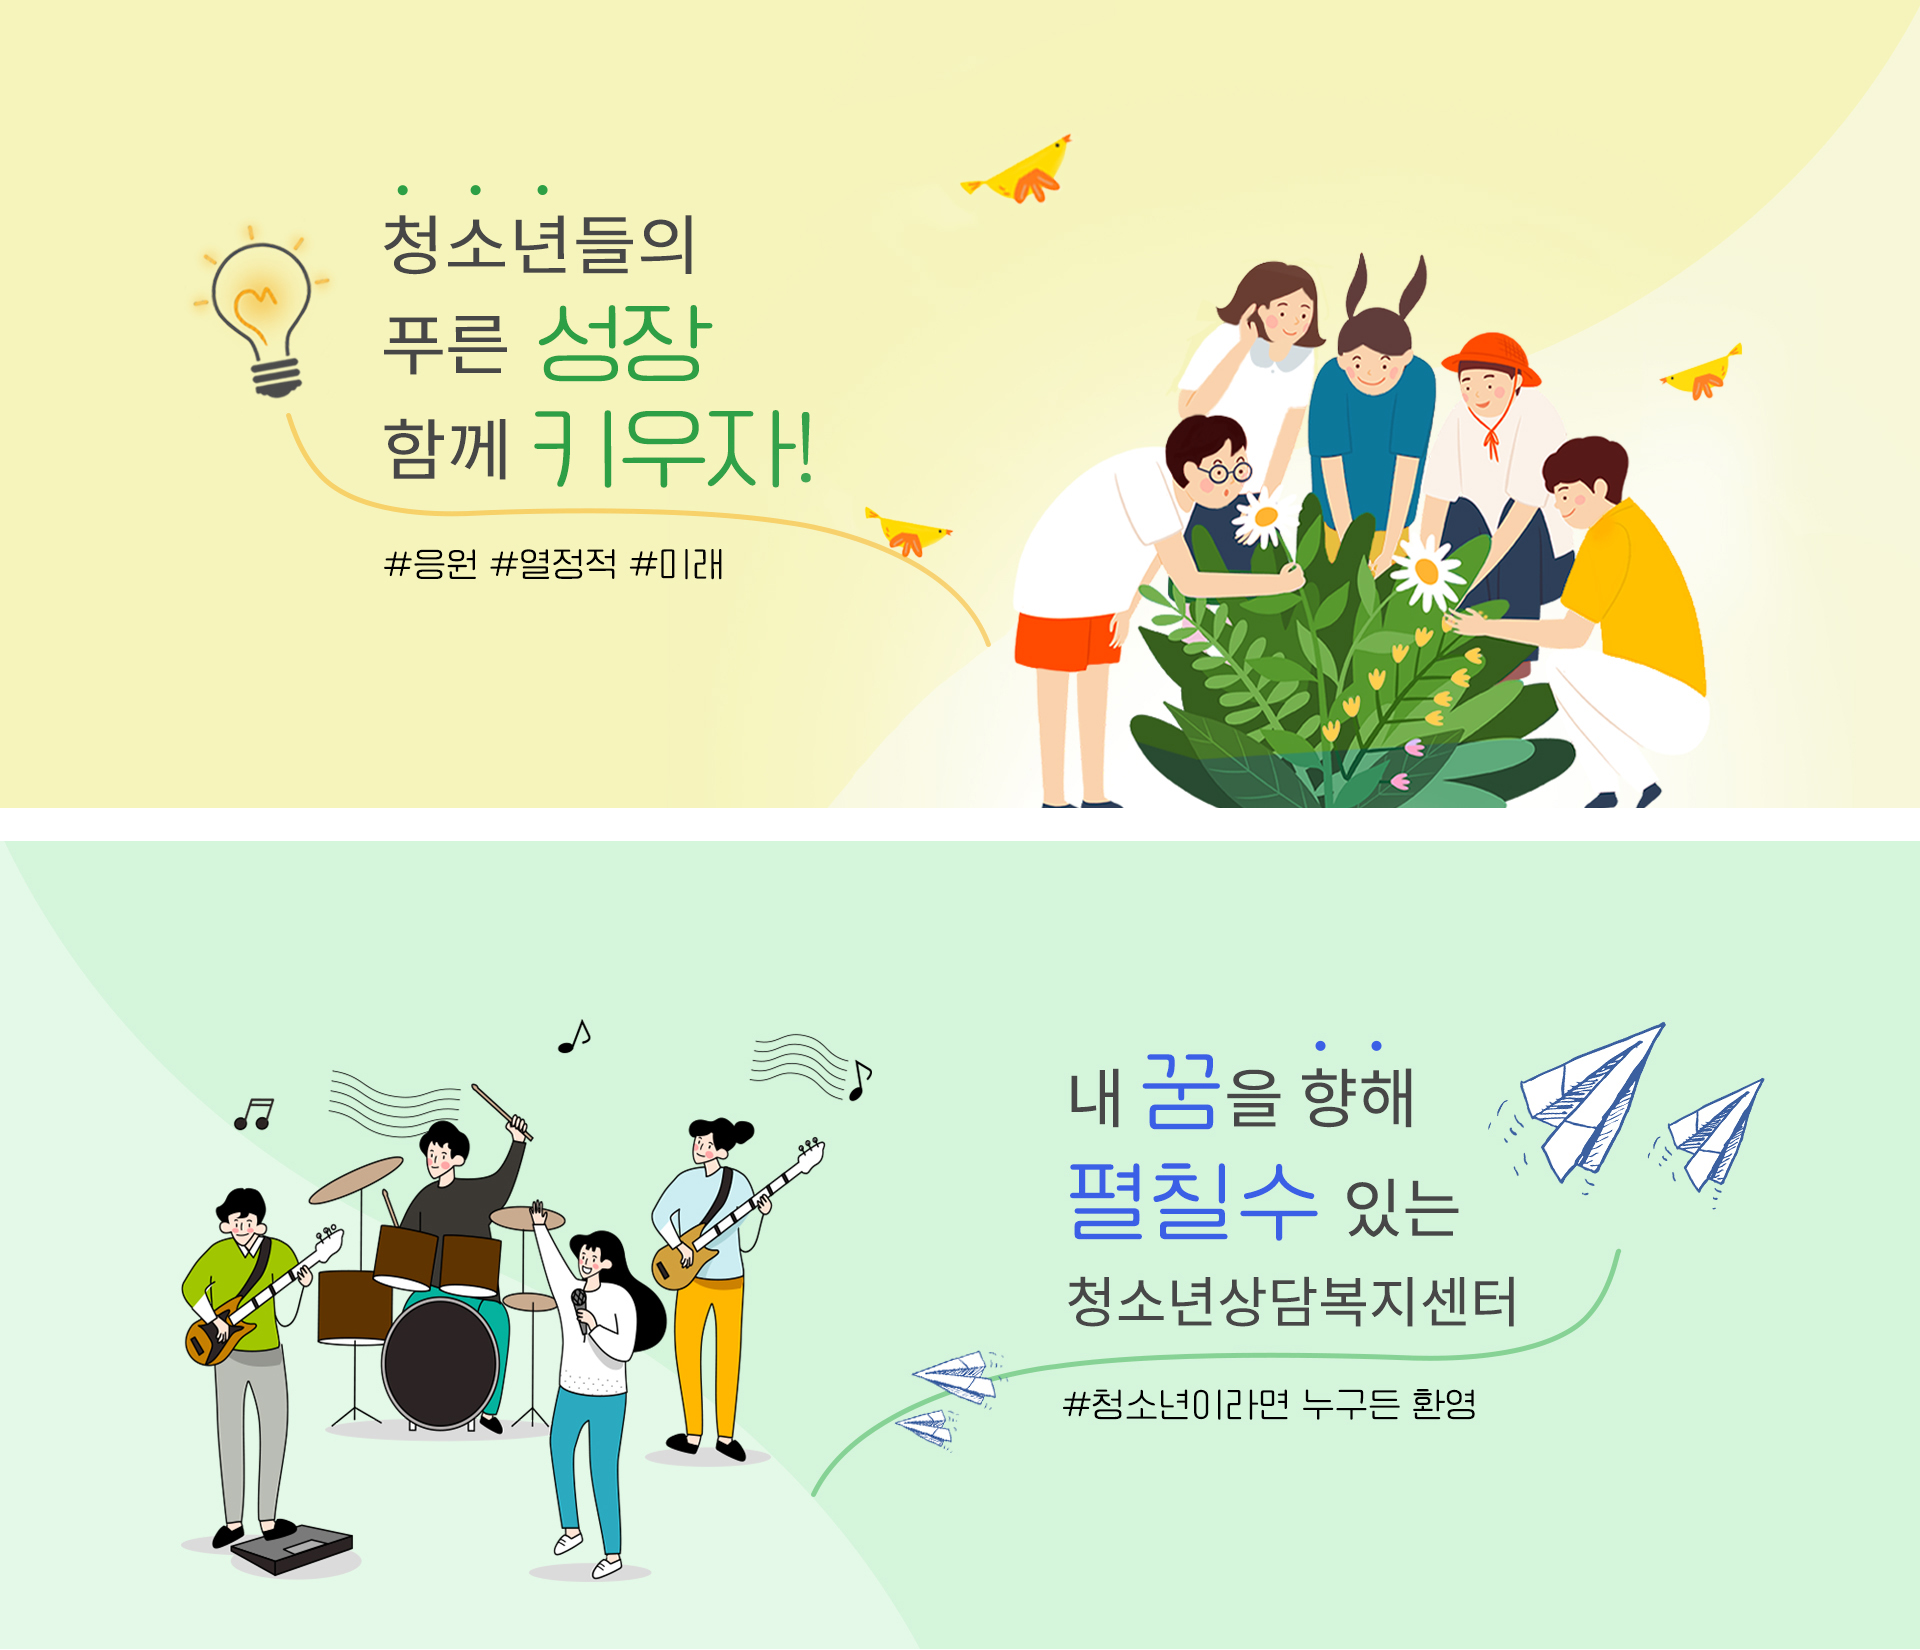 청소년들의
푸른 성장
함께 키우자!
#응원 #열정적 #미래
내 꿈을 향해
펼칠수 있는
청소년상담복지센터
#청소년이라면 누구든 환영